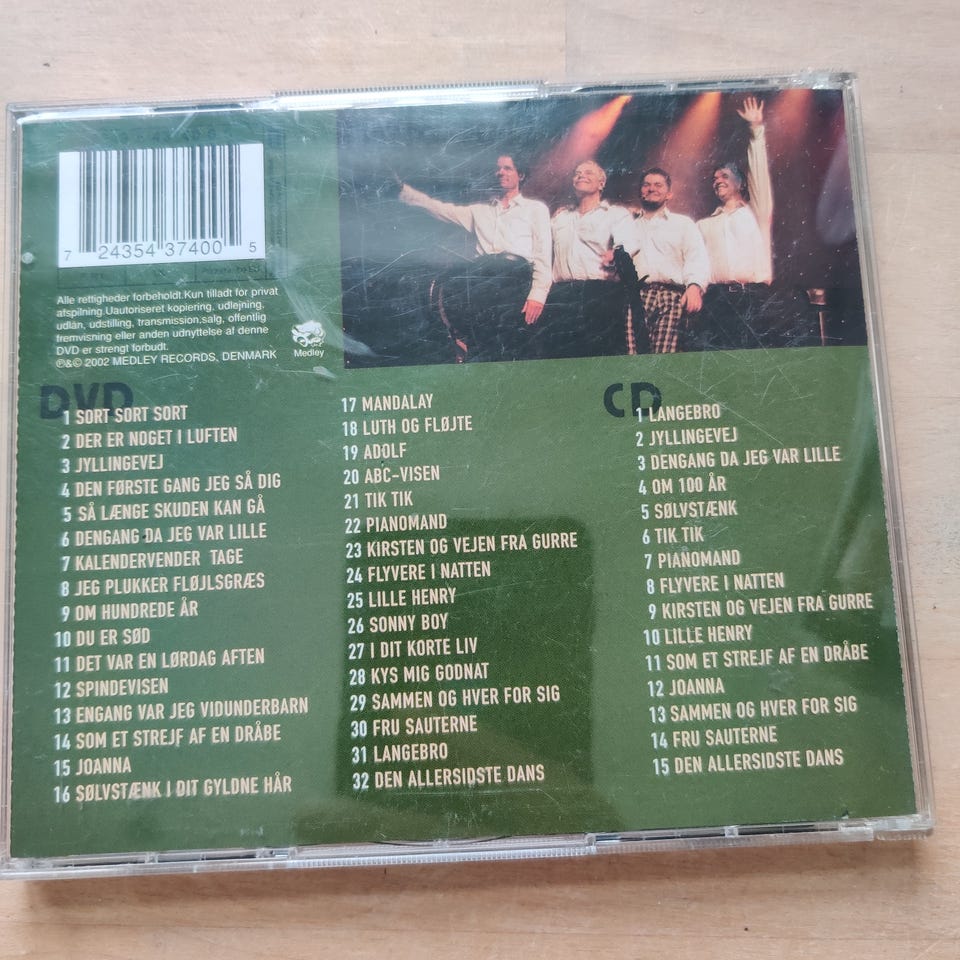 7 24354 37400 5
Alle rettigheder forbeholdt.Kun tilladt for privat
afspilning.Uautoriseret kopiering, udlejning,
udlån, udstilling, transmission,salg, offentlig
fremvisning eller anden udnyttelse af denne
DVD er strengt forbudt.
℗&© 2002 MEDLEY RECORDS, DENMARK
Medley
DVD
1 SORT SORT SORT
2 DER ER NOGET I LUFTEN
3 JYLLINGEVEJ
4 DEN FØRSTE GANG JEG SÅ DIG
5 SÅ LÆNGE SKUDEN KAN GÅ
6 DENGANG DA JEG VAR LILLE
7 KALENDERVENDER TAGE
8 JEG PLUKKER FLØJLSGRÆS
9 OM HUNDREDE ÅR
10 DU ER SØD
11 DET VAR EN LØRDAG AFTEN
12 SPINDEVISEN
13 ENGANG VAR JEG VIDUNDERBARN
14 SOM ET STREJF AF EN DRÅBE
15 JOANNA
16 SØLVSTÆNK I DIT GYLDNE HÅR
17 MANDALAY
18 LUTH OG FLØJTE
19 ADOLF
20 ABC-VISEN
21 TIK TIK
22 PIANOMAND
23 KIRSTEN OG VEJEN FRA GURRE
24 FLYVERE I NATTEN
25 LILLE HENRY
26 SONNY BOY
27 I DIT KORTE LIV
28 KYS MIG GODNAT
29 SAMMEN OG HVER FOR SIG
30 FRU SAUTERNE
31 LANGEBRO
32 DEN ALLERSIDSTE DANS
CD
1 LANGEBRO
2 JYLLINGEVEJ
3 DENGANG DA JEG VAR LILLE
4 OM 100 ÅR
5 SØLVSTÆNK
6 TIK TIK
7 PIANOMAND
8 FLYVERE I NATTEN
9 KIRSTEN OG VEJEN FRA GURRE
10 LILLE HENRY
11 SOM ET STREJF AF EN DRÅBE
12 JOANNA
13 SAMMEN OG HVER FOR SIG
14 FRU SAUTERNE
15 DEN ALLERSIDSTE DANS